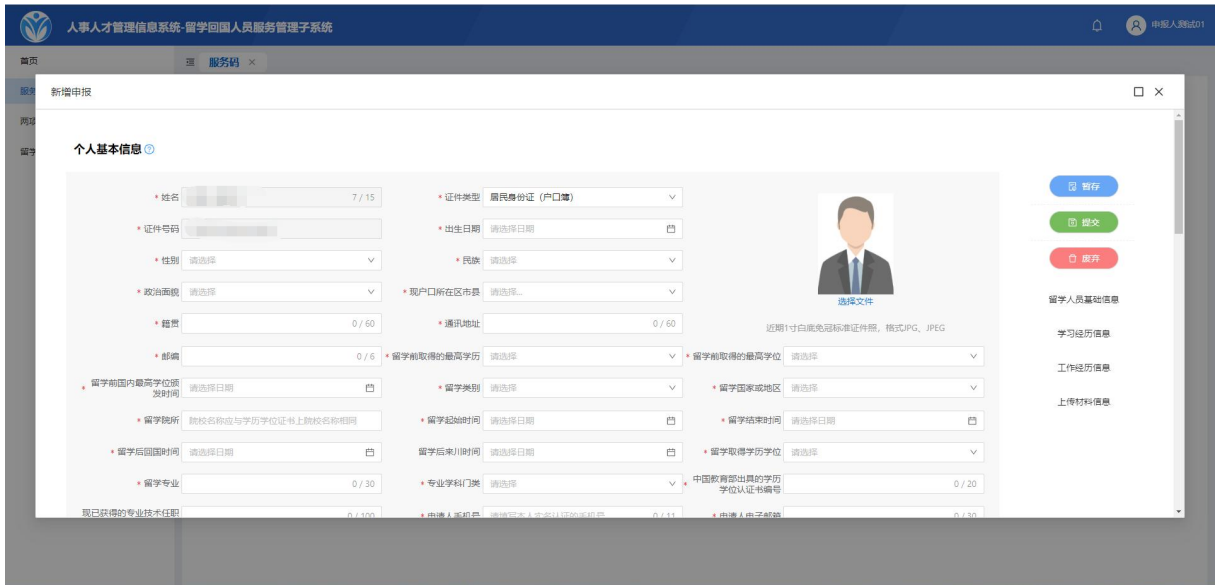 人事人才管理信息系统-留学回国人员服务管理子系统
申报人测试01
首页
服务码 ×
服务
两项
留学
新增申报
个人基本信息
* 姓名 7 / 15 * 证件类型 居民身份证（户口簿）
* 证件号码 * 出生日期 请选择日期
* 性别 请选择 * 民族 请选择
* 政治面貌 请选择 * 现户口所在区市县 请选择...
选择文件
* 籍贯 0 / 60 * 通讯地址 0 / 60
近期1寸白底免冠标准证件照，格式JPG、JPEG
* 邮编 0 / 6 * 留学前取得的最高学历 请选择 * 留学前取得的最高学位 请选择
* 留学前国内最高学位颁发时间 请选择日期 * 留学类别 请选择 * 留学国家或地区 请选择
* 留学院所 院校名称应与学历学位证书上院校名称相同 * 留学起始时间 请选择日期 * 留学结束时间 请选择日期
* 留学后回国时间 请选择日期 留学后来川时间 请选择日期 * 留学取得学历学位 请选择
* 留学专业 0 / 30 * 专业学科门类 请选择 * 中国教育部出具的学历学位认证书编号 0 / 20
现已获得的专业技术任职 0 / 100 * 申请人手机号 请填写本人实名认证的手机号 0 / 11 * 申请人电子邮箱 0 / 30
暂存
提交
废弃
留学人员基础信息
学习经历信息
工作经历信息
上传材料信息